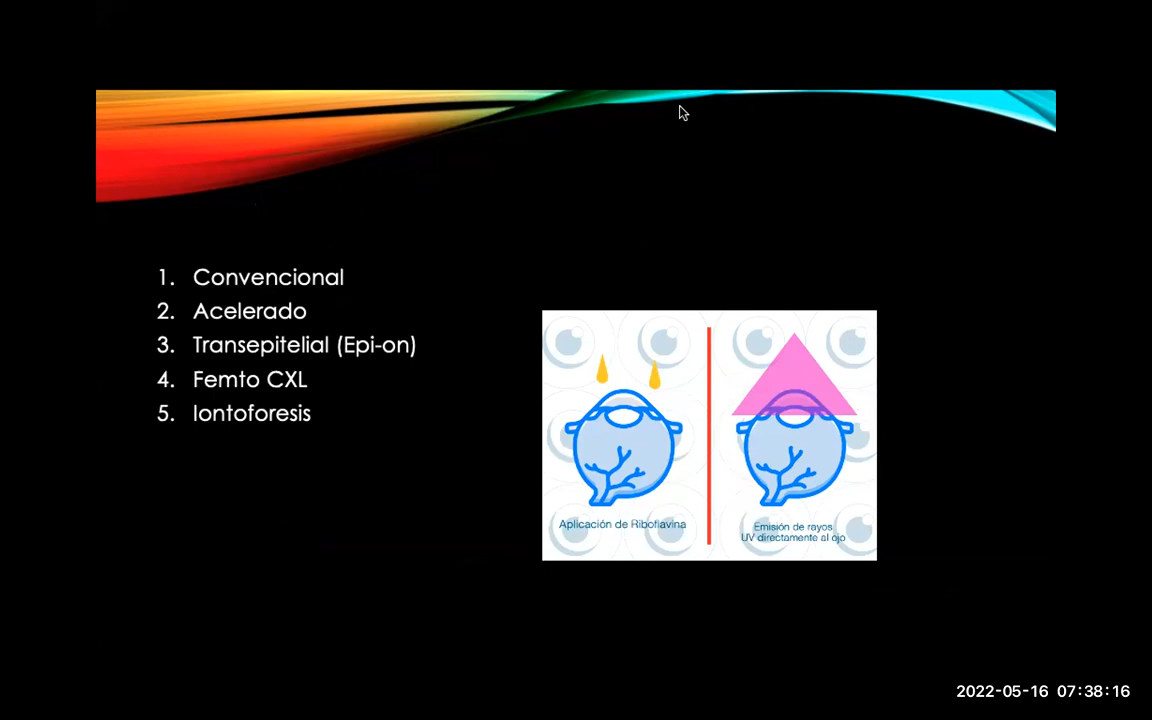 1. Convencional
2. Acelerado
3. Transepitelial (Epi-on)
4. Femto CXL
5. Iontoforesis
Aplicación de Riboflavina
Emisión de rayos
UV directamente al ojo
2022-05-16 07:38:16